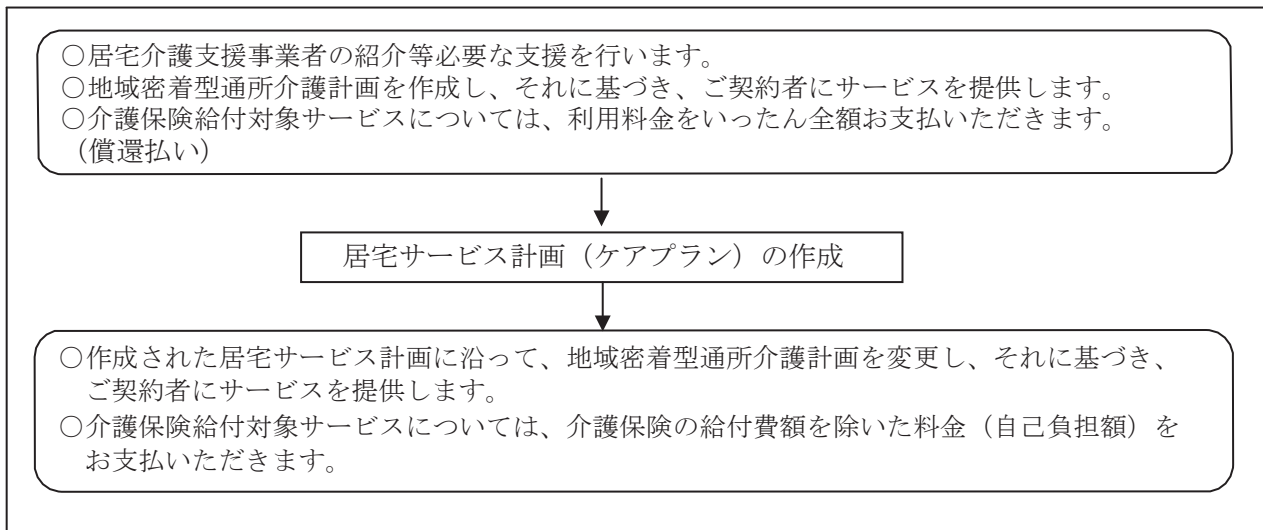 ○居宅介護支援事業者の紹介等必要な支援を行います。
○地域密着型通所介護計画を作成し、それに基づき、ご契約者にサービスを提供します。
○介護保険給付対象サービスについては、利用料金をいったん全額お支払いただきます。
（償還払い）
居宅サービス計画（ケアプラン）の作成
○作成された居宅サービス計画に沿って、地域密着型通所介護計画を変更し、それに基づき、
ご契約者にサービスを提供します。
○介護保険給付対象サービスについては、介護保険の給付費額を除いた料金（自己負担額）を
お支払いただきます。